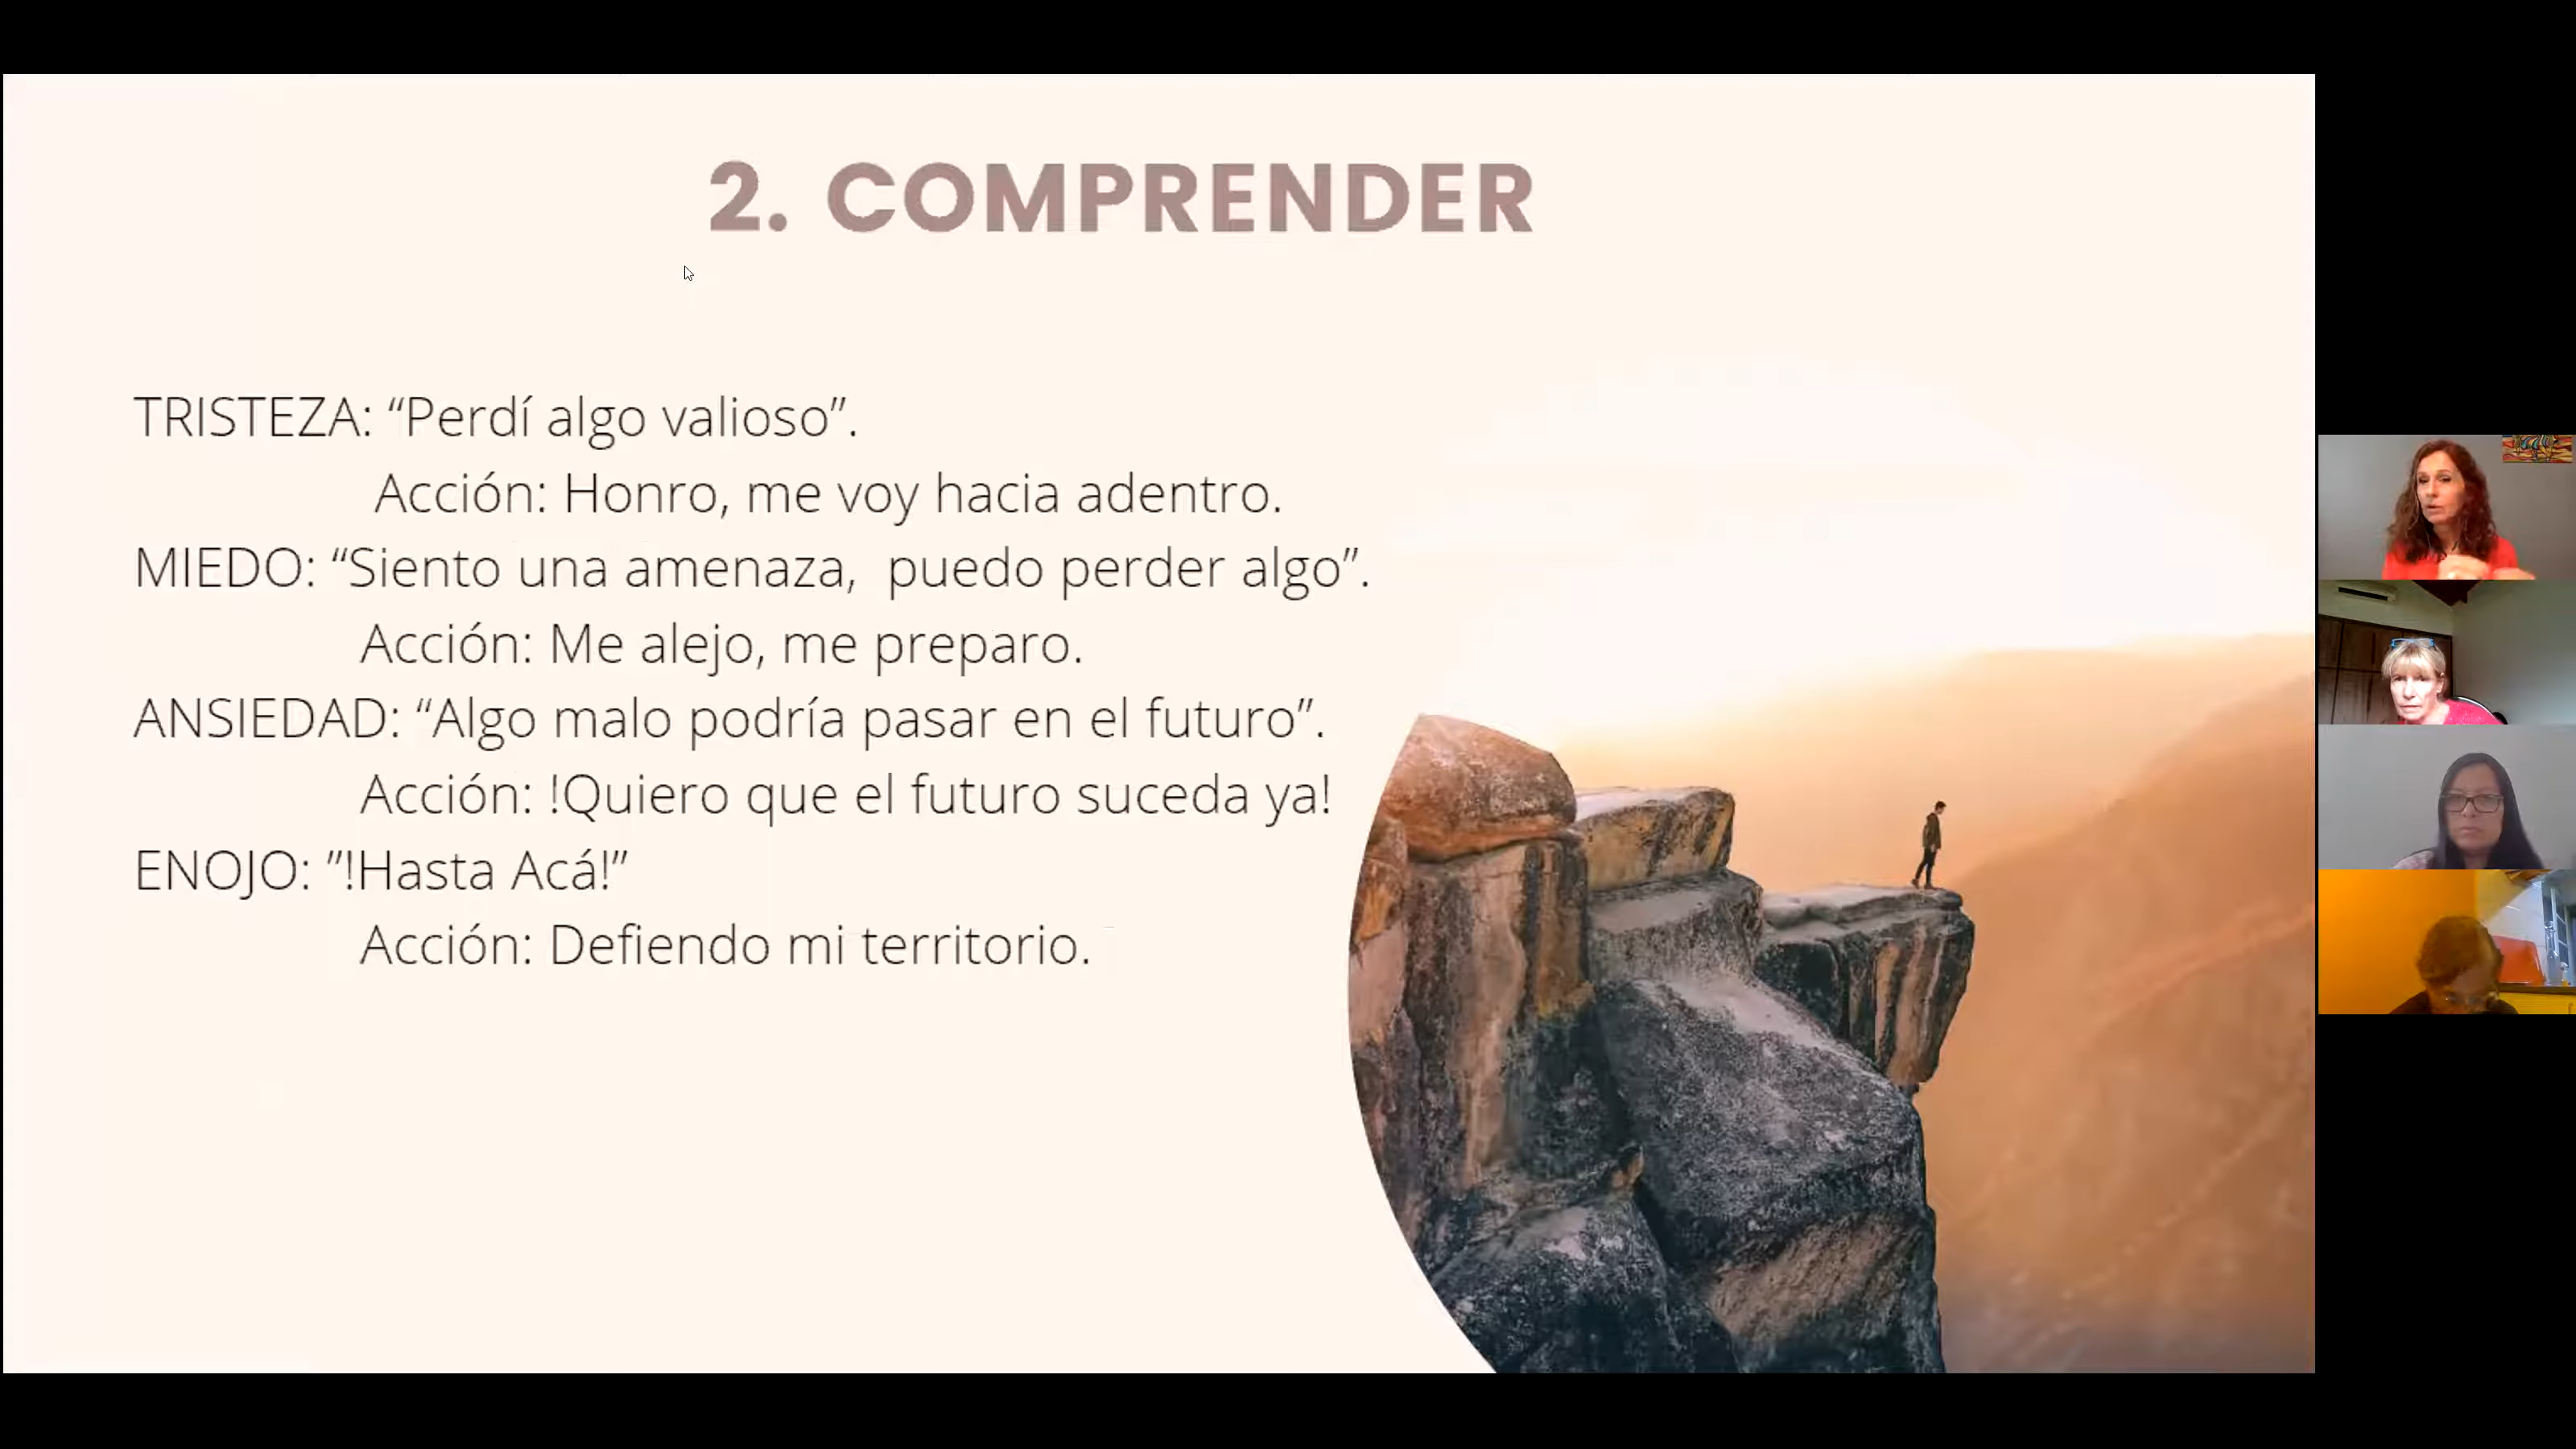 2. COMPRENDER
TRISTEZA: “Perdí algo valioso”.
Acción: Honro, me voy hacia adentro.
MIEDO: “Siento una amenaza,  puedo perder algo”.
Acción: Me alejo, me preparo.
ANSIEDAD: “Algo malo podría pasar en el futuro”.
Acción: !Quiero que el futuro suceda ya!
ENOJO: ”!Hasta Acá!”
Acción: Defiendo mi territorio.